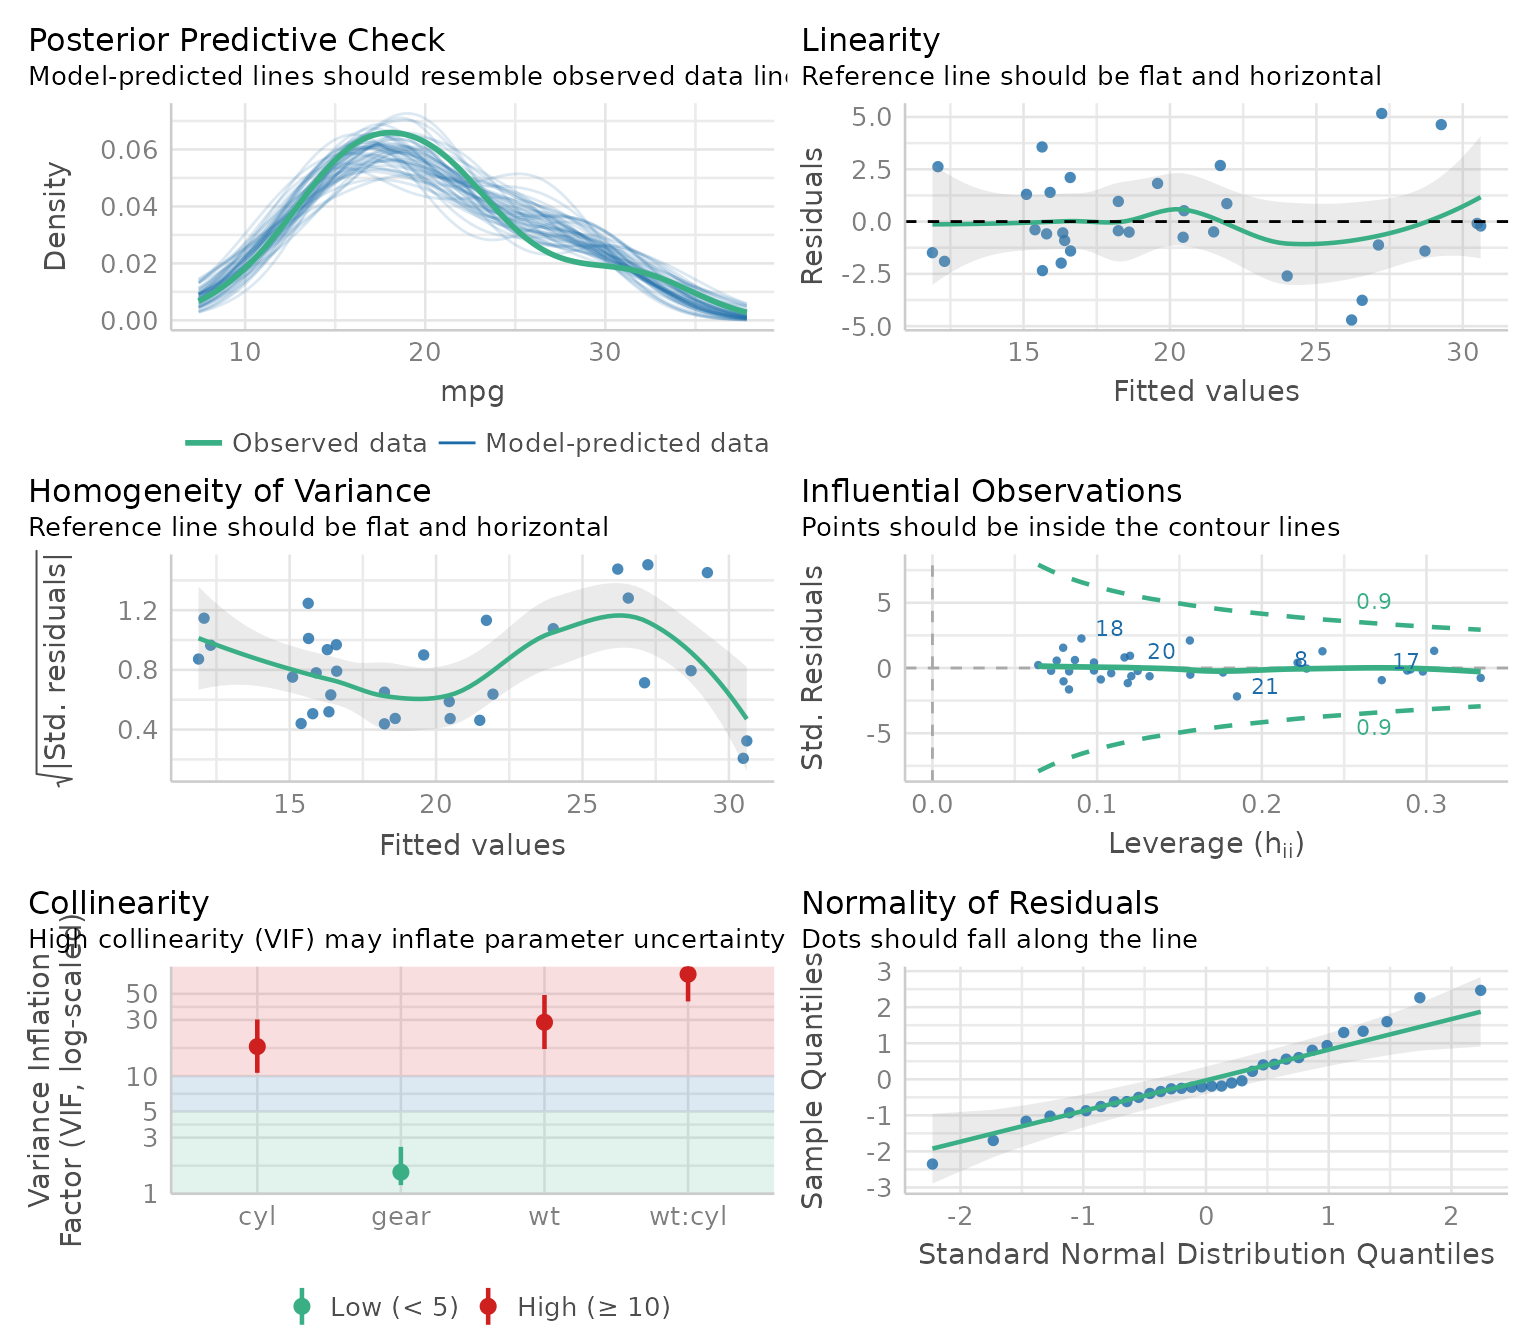 Posterior Predictive Check
Model-predicted lines should resemble observed data line
Density
0.06
0.04
0.02
0.00
10 20 30
mpg
Observed data Model-predicted data
Linearity
Reference line should be flat and horizontal
Residuals
5.0
2.5
0.0
-2.5
-5.0
15 20 25 30
Fitted values
Homogeneity of Variance
Reference line should be flat and horizontal
√|Std. residuals|
1.2
0.8
0.4
15 20 25 30
Fitted values
Influential Observations
Points should be inside the contour lines
Std. Residuals
5
0
-5
0.9
18
20
8
17
21
0.9
0.0 0.1 0.2 0.3
Leverage (hii)
Collinearity
High collinearity (VIF) may inflate parameter uncertainty
Variance Inflation
Factor (VIF, log-scaled)
50
30
10
5
3
1
cyl gear wt wt:cyl
Low (< 5) High (≥ 10)
Normality of Residuals
Dots should fall along the line
Sample Quantiles
3
2
1
0
-1
-2
-3
-2 -1 0 1 2
Standard Normal Distribution Quantiles